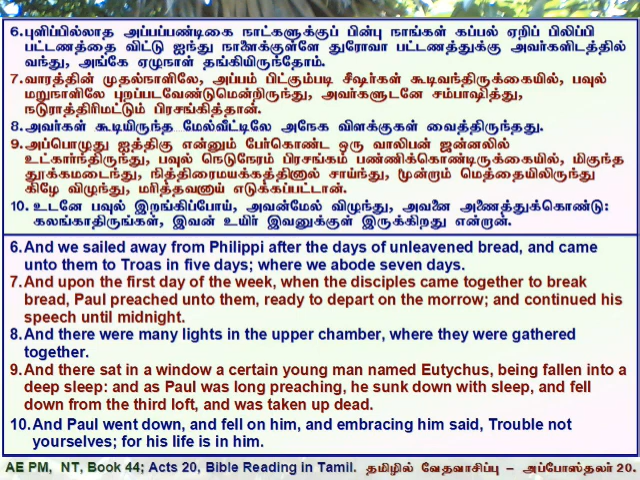 6.புளிப்பில்லாத அப்பப்பண்டிகை நாட்களுக்குப் பின்பு நாங்கள் கப்பல் ஏறிப் பிலிப்பி
பட்டணத்தை விட்டு ஐந்து நாளைக்குள்ளே துரோவா பட்டணத்துக்கு அவர்களிடத்தில்
வந்து, அங்கே ஏழுநாள் தங்கியிருந்தோம்.
7.வாரத்தின் முதல்நாளிலே, அப்பம் பிட்கும்படி சீஷர்கள் கூடிவந்திருக்கையில், பவுல்
மறுநாளிலே புறப்படவேண்டுமென்றிருந்து, அவர்களுடனே சம்பாஷித்து,
நடுராத்திரிமட்டும் பிரசங்கித்தான்.
8.அவர்கள் கூடியிருந்த மேல்வீட்டிலே அநேக விளக்குகள் வைத்திருந்தது.
9.அப்பொழுது ஐத்திகு என்னும் பேர்கொண்ட ஒரு வாலிபன் ஜன்னலில்
உட்கார்ந்திருந்து, பவுல் நெடுநேரம் பிரசங்கம் பண்ணிக்கொண்டிருக்கையில், மிகுந்த
தூக்கமடைந்து, நித்திரைமயக்கத்தினால் சாய்ந்து, மூன்றாம் மெத்தையிலிருந்து
கிழே விழுந்து, மரித்தவனாய் எடுக்கப்பட்டான்.
10. உடனே பவுல் இறங்கிப்போய், அவன்மேல் விழுந்து, அவனை அணைத்துக்கொண்டு:
கலங்காதிருங்கள், இவன் உயிர் இவனுக்குள் இருக்கிறது என்றான்.
6.And we sailed away from Philippi after the days of unleavened bread, and came
unto them to Troas in five days; where we abode seven days.
7.And upon the first day of the week, when the disciples came together to break
bread, Paul preached unto them, ready to depart on the morrow; and continued his
speech until midnight.
8.And there were many lights in the upper chamber, where they were gathered
together.
9.And there sat in a window a certain young man named Eutychus, being fallen into a
deep sleep: and as Paul was long preaching, he sunk down with sleep, and fell
down from the third loft, and was taken up dead.
10.And Paul went down, and fell on him, and embracing him said, Trouble not
yourselves; for his life is in him.
AE PM, NT, Book 44; Acts 20, Bible Reading in Tamil. தமிழில் வேதவாசிப்பு – அப்போஸ்தலர் 20.